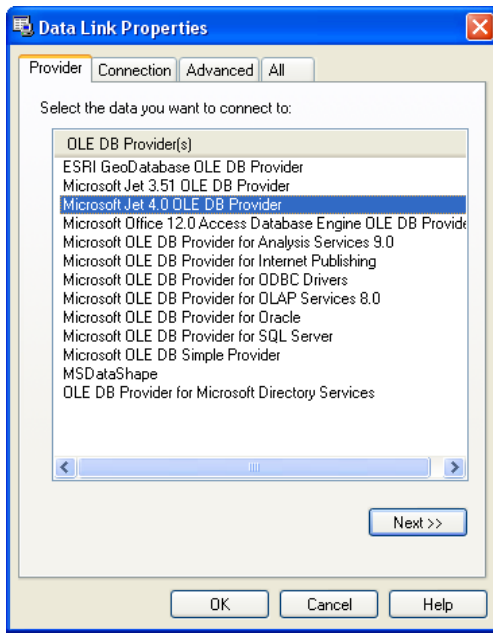 Data Link Properties
Provider Connection Advanced All
Select the data you want to connect to:
OLE DB Provider(s)
ESRI GeoDatabase OLE DB Provider
Microsoft Jet 3.51 OLE DB Provider
Microsoft Jet 4.0 OLE DB Provider
Microsoft Office 12.0 Access Database Engine OLE DB Provide
Microsoft OLE DB Provider for Analysis Services 9.0
Microsoft OLE DB Provider for Internet Publishing
Microsoft OLE DB Provider for ODBC Drivers
Microsoft OLE DB Provider for OLAP Services 8.0
Microsoft OLE DB Provider for Oracle
Microsoft OLE DB Provider for SQL Server
Microsoft OLE DB Simple Provider
MSDataShape
OLE DB Provider for Microsoft Directory Services
Next >>
OK Cancel Help